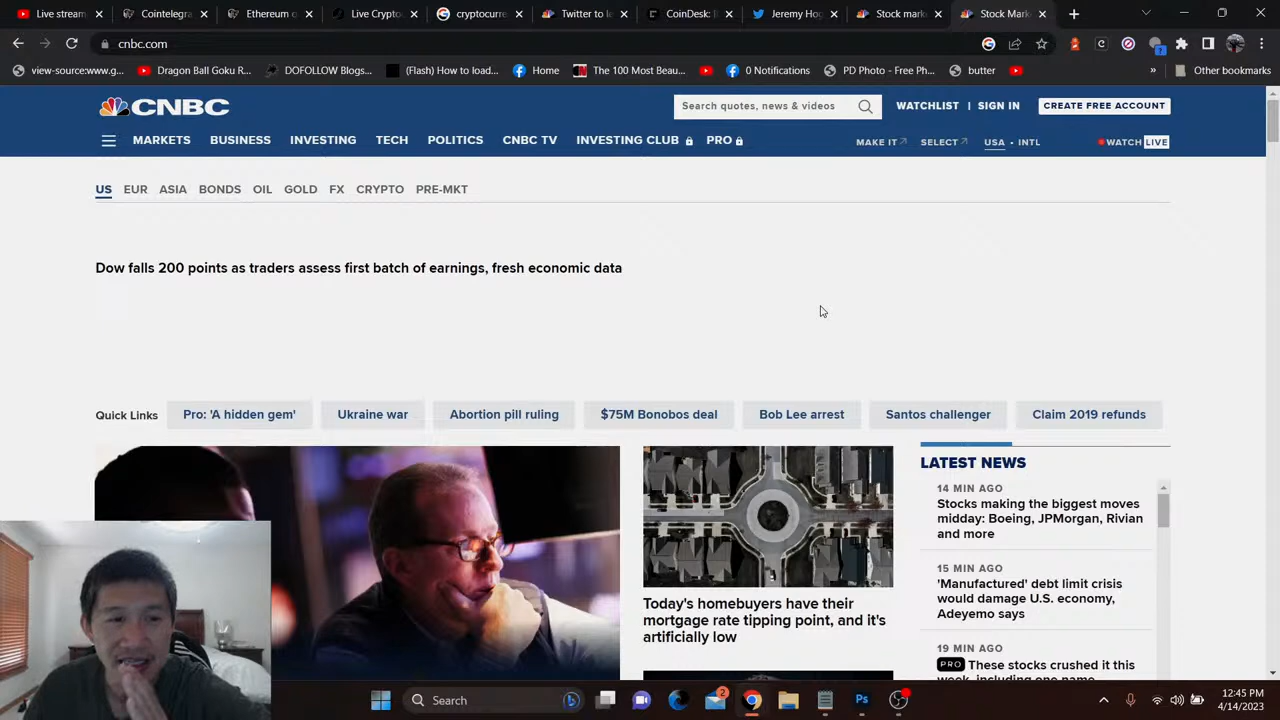 Live stream
Cointelegr
Ethereum c
Live Crypto
cryptocurre
Twitter to le
CoinDesk: E
Jeremy Hog
Stock mark
Stock Mark
cnbc.com
view-source:www.g...
Dragon Ball Goku R...
DOFOLLOW Blogs...
(Flash) How to load...
Home
The 100 Most Beau...
0 Notifications
PD Photo - Free Ph...
butter
»
Other bookmarks
CNBC
Search quotes, news & videos
WATCHLIST | SIGN IN
CREATE FREE ACCOUNT
MARKETS BUSINESS INVESTING TECH POLITICS CNBC TV INVESTING CLUB PRO
MAKE IT SELECT USA • INTL
WATCH LIVE
US EUR ASIA BONDS OIL GOLD FX CRYPTO PRE-MKT
Dow falls 200 points as traders assess first batch of earnings, fresh economic data
Quick Links
Pro: 'A hidden gem'
Ukraine war
Abortion pill ruling
$75M Bonobos deal
Bob Lee arrest
Santos challenger
Claim 2019 refunds
Today's homebuyers have their
mortgage rate tipping point, and it's
artificially low
LATEST NEWS
14 MIN AGO
Stocks making the biggest moves
midday: Boeing, JPMorgan, Rivian
and more
15 MIN AGO
'Manufactured' debt limit crisis
would damage U.S. economy,
Adeyemo says
19 MIN AGO
PRO These stocks crushed it this
week, including one name
Search
2
12:45 PM
4/14/2023